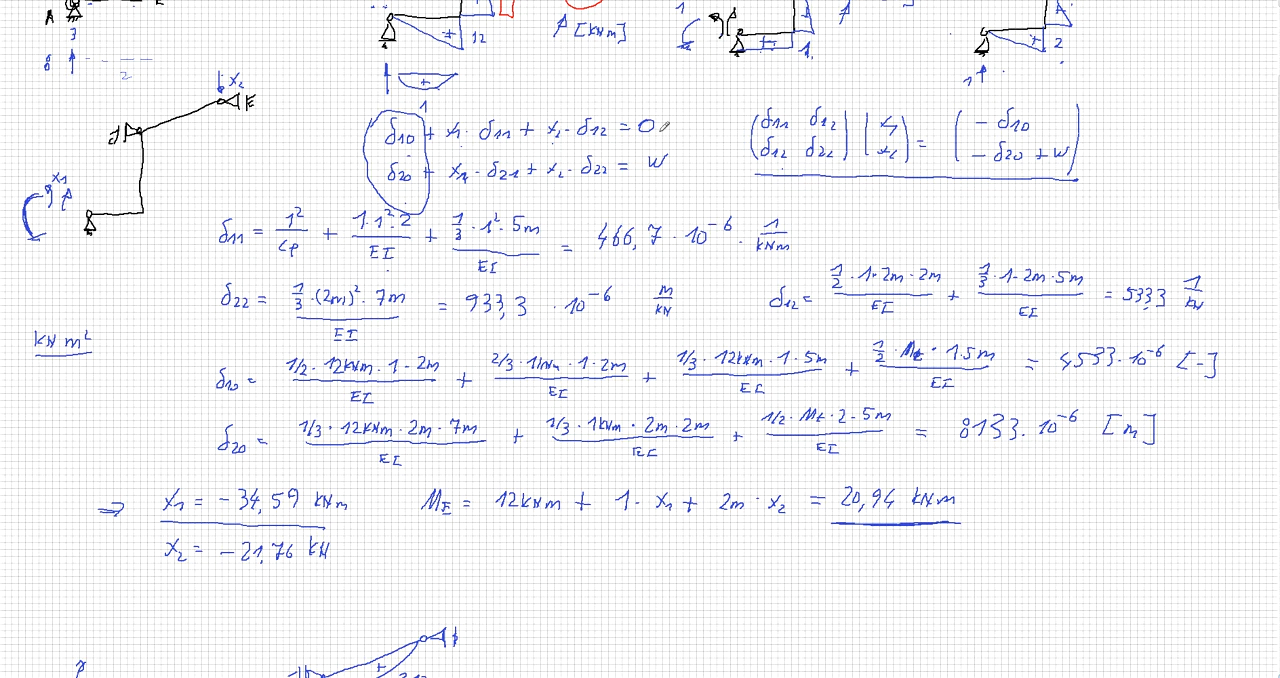 A
3
8
2
+ 12
[kNm]
1
1
+ 2
1
x₂
E
+
1
δ₁₀ + x₁ · δ₁₁ + x₂ · δ₁₂ = 0
δ₂₀ + x₁ · δ₂₁ + x₂ · δ₂₂ = w
(δ₁₁ δ₁₂ / δ₁₂ δ₂₂) (x₁ / x₂) = (- δ₁₀ / - δ₂₀ + w)
x₁
δ₁₁ = 1²/cφ + 1·1²·2/EI + 1/3 · 1² · 5m/EI = 466,7 · 10⁻⁶ · 1/kNm
δ₂₂ = 1/3 · (2m)² · 7m/EI = 933,3 · 10⁻⁶ m/kN
δ₁₂ = 1/2 · 1 · 2m · 2m/EI + 1/3 · 1 · 2m · 5m/EI = 533,3 1/kN
kN m²
δ₁₀ = 1/2 · 12kNm · 1 · 2m/EI + 2/3 · 1kNm · 1 · 2m/EI + 1/3 · 12kNm · 1 · 5m/EI + 1/2 · Mt · 1·5m/EI = 4533 · 10⁻⁶ [-]
δ₂₀ = 1/3 · 12kNm · 2m · 7m/EI + 1/3 · 1kNm · 2m · 2m/EI + 1/2 · Mt · 2 · 5m/EI = 8133 · 10⁻⁶ [m]
⇒ x₁ = - 34,59 kNm
M_E = 12kNm + 1 · x₁ + 2m · x₂ = 20,94 kNm
x₂ = - 21,76 kN
+